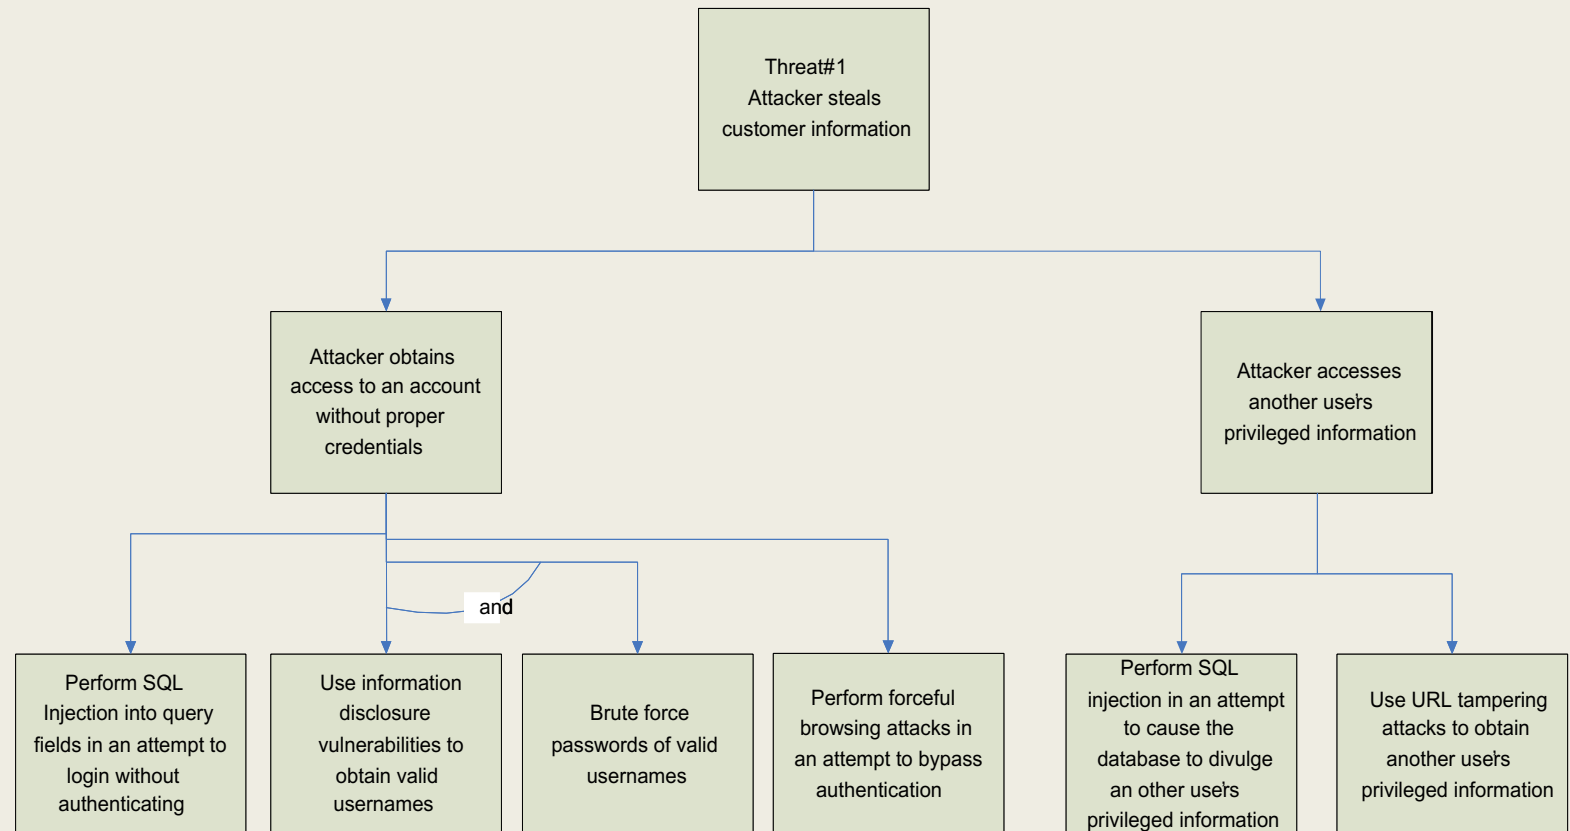 Threat#1
Attacker steals
customer information
Attacker obtains
access to an account
without proper
credentials
Attacker accesses
another user's
privileged information
and
Perform SQL
Injection into query
fields in an attempt to
login without
authenticating
Use information
disclosure
vulnerabilities to
obtain valid
usernames
Brute force
passwords of valid
usernames
Perform forceful
browsing attacks in
an attempt to bypass
authentication
Perform SQL
injection in an attempt
to cause the
database to divulge
an other user's
privileged information
Use URL tampering
attacks to obtain
another user's
privileged information